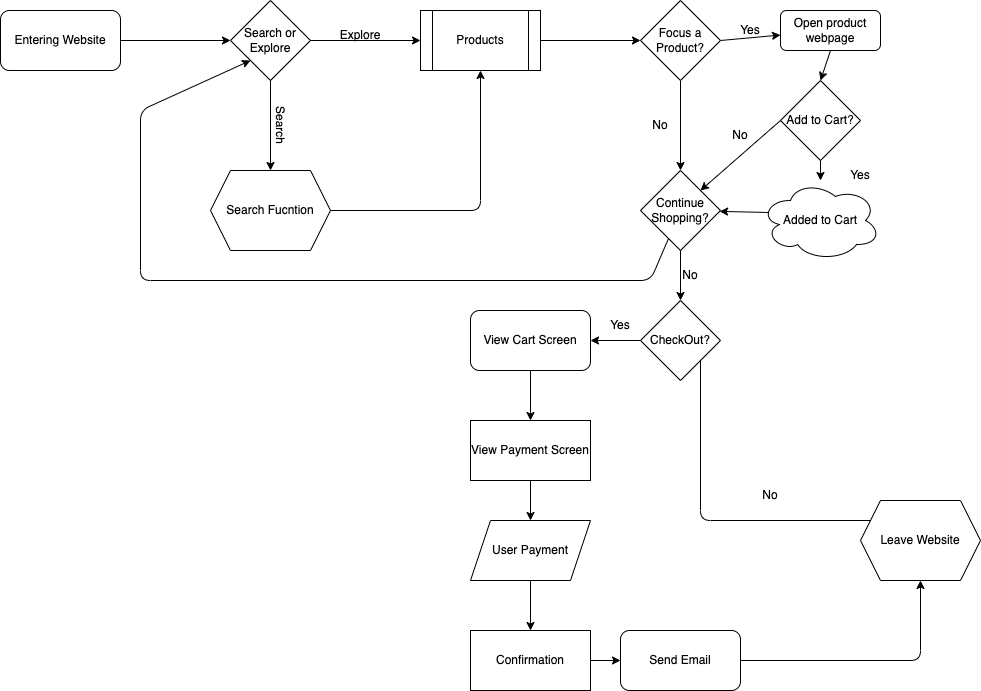 Entering Website
Search or
Explore
Explore
Products
Focus a
Product?
Yes
Open product
webpage
Search
No
No
Add to Cart?
Yes
Search Fucntion
Continue
Shopping?
Added to Cart
No
View Cart Screen
Yes
CheckOut?
View Payment Screen
No
User Payment
Leave Website
Confirmation
Send Email